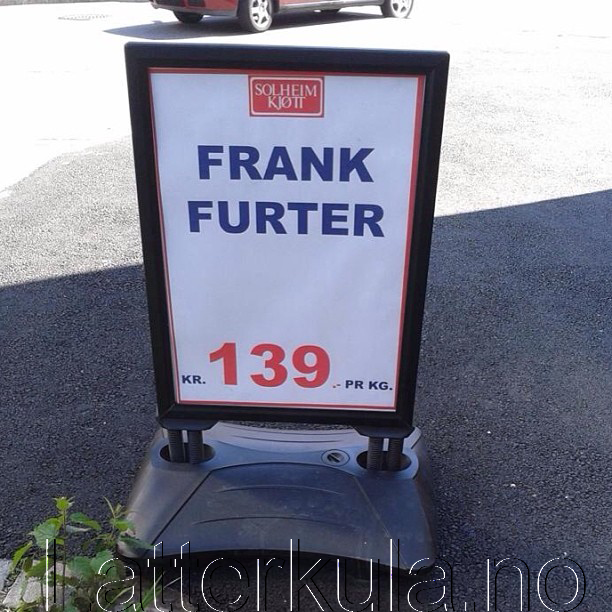 SOLHEIM
KJØTT
FRANK
FURTER
KR. 139.- PR KG.
Latterkula.no